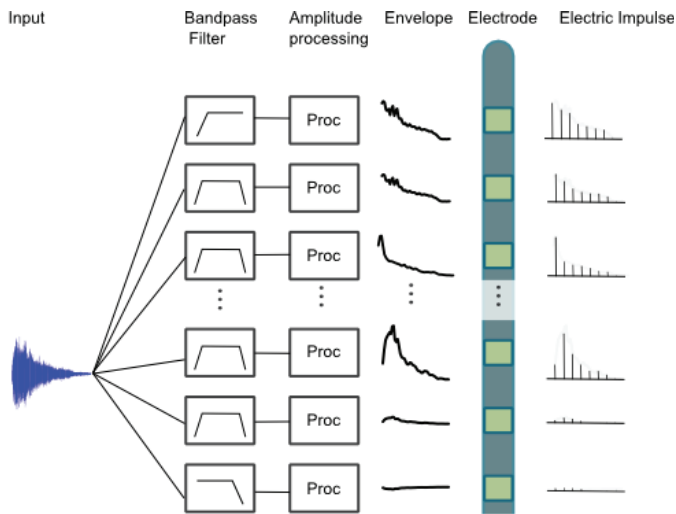 Input
Bandpass
Filter
Amplitude
processing
Envelope
Electrode
Electric Impulse
Proc
Proc
Proc
Proc
Proc
Proc